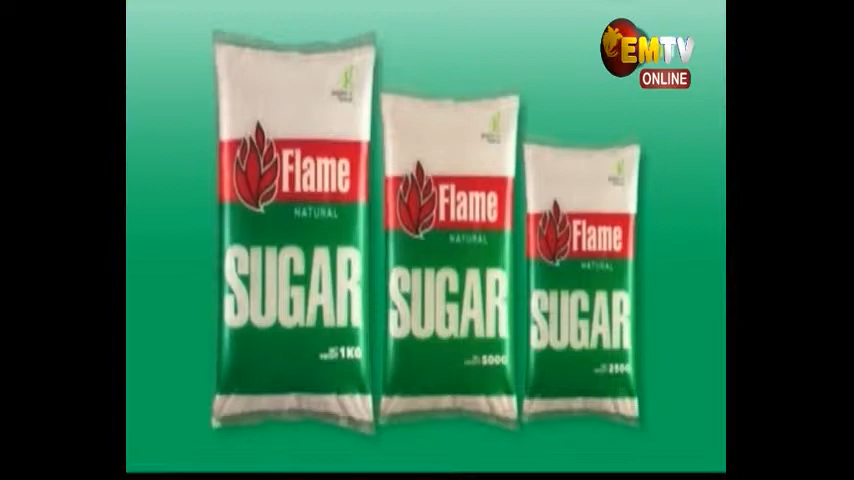 EMTV
ONLINE
Flame
NATURAL
SUGAR
1KG
Flame
NATURAL
SUGAR
500G
Flame
NATURAL
SUGAR
250G